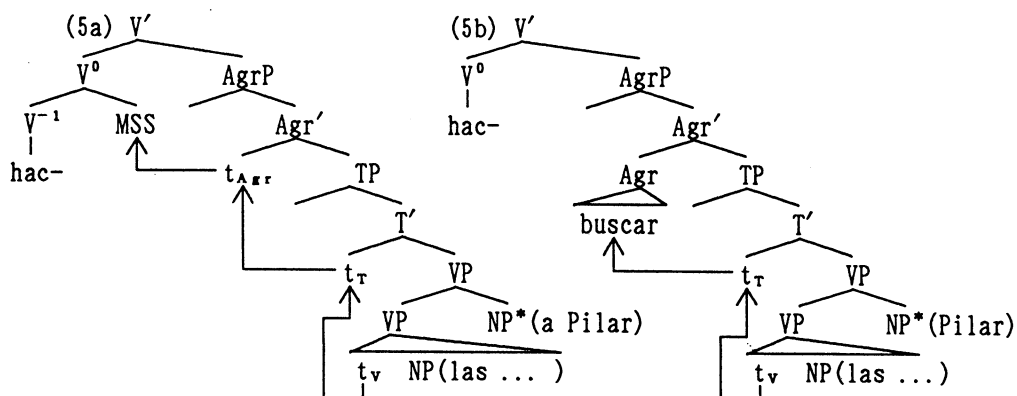 (5a) V′ (5b) V′
V⁰ AgrP V⁰ AgrP
V⁻¹ MSS Agr′ hac- Agr′
hac- t_Agr TP Agr TP
T′ buscar T′
t_T VP t_T VP
VP NP*(a Pilar) VP NP*(Pilar)
t_V NP(las ... ) t_V NP(las ...)